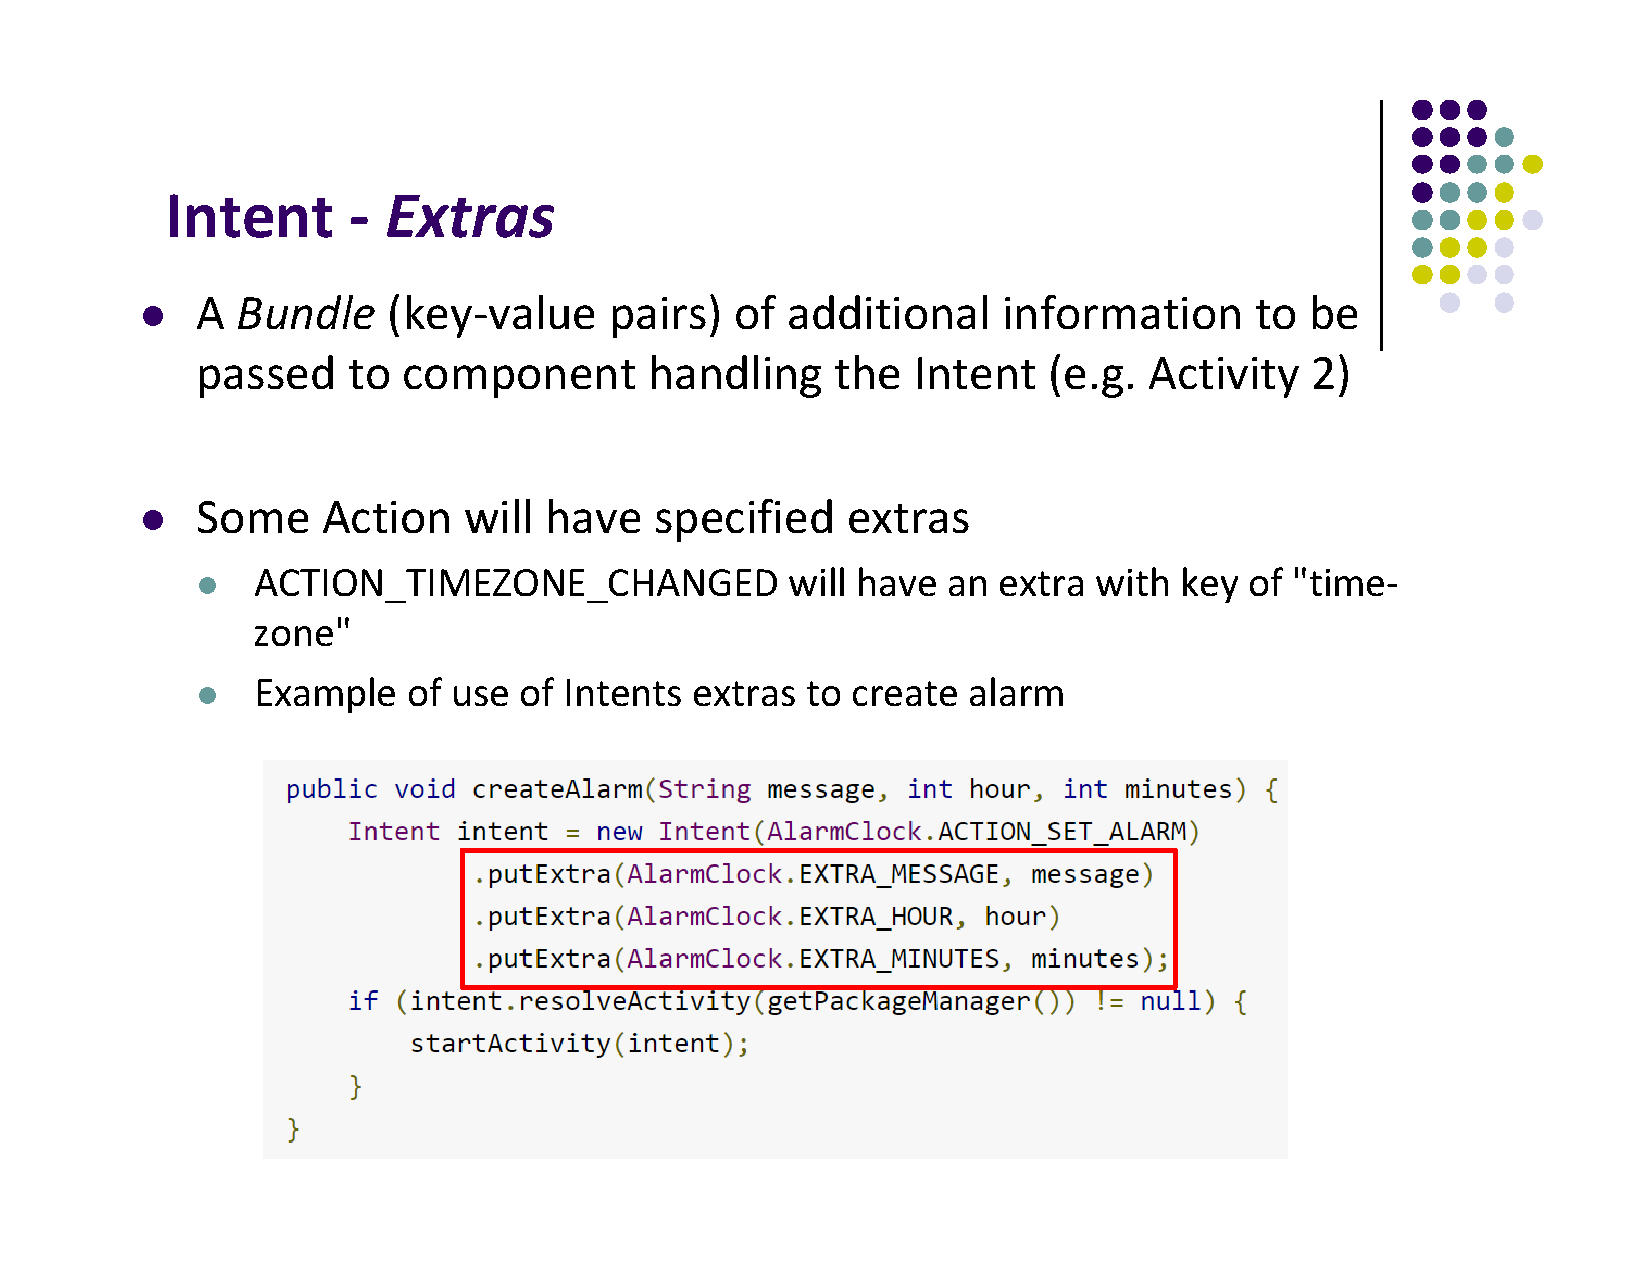 Intent - Extras
A Bundle (key-value pairs) of additional information to be
passed to component handling the Intent (e.g. Activity 2)
Some Action will have specified extras
ACTION_TIMEZONE_CHANGED will have an extra with key of "time-
zone"
Example of use of Intents extras to create alarm
public void createAlarm(String message, int hour, int minutes) {
    Intent intent = new Intent(AlarmClock.ACTION_SET_ALARM)
            .putExtra(AlarmClock.EXTRA_MESSAGE, message)
            .putExtra(AlarmClock.EXTRA_HOUR, hour)
            .putExtra(AlarmClock.EXTRA_MINUTES, minutes);
    if (intent.resolveActivity(getPackageManager()) != null) {
        startActivity(intent);
    }
}